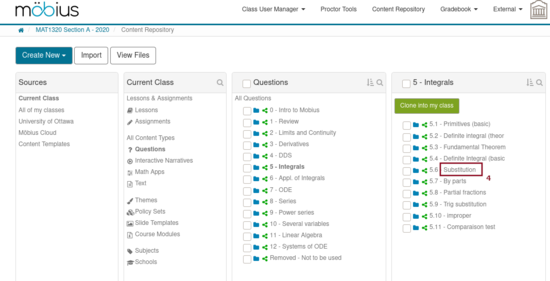 möbius
Class User Manager
Proctor Tools
Content Repository
Gradebook
External
MAT1320 Section A - 2020 / Content Repository
Create New
Import
View Files
Sources
Current Class
All of my classes
University of Ottawa
Möbius Cloud
Content Templates
Current Class
Lessons & Assignments
Lessons
Assignments
All Content Types
Questions
Interactive Narratives
Math Apps
Text
Themes
Policy Sets
Slide Templates
Course Modules
Subjects
Schools
Questions
All Questions
0 - Intro to Mobius
1 - Review
2 - Limits and Continuity
3 - Derivatives
4 - DDS
5 - Integrals
6 - Appl. of integrals
7 - ODE
8 - Series
9 - Power series
10 - Several variables
11 - Linear Algebra
12 - Systems of ODE
Removed - Not to be used
5 - Integrals
Clone into my class
5.1 - Primitives (basic)
5.2 - Definite integral (theor
5.3 - Fundamental Theorem
5.4 - Definite Integral (basic
5.6 - Substitution
4
5.7 - By parts
5.8 - Partial fractions
5.9 - Trig substitution
5.10 - improper
5.11 - Comparaison test